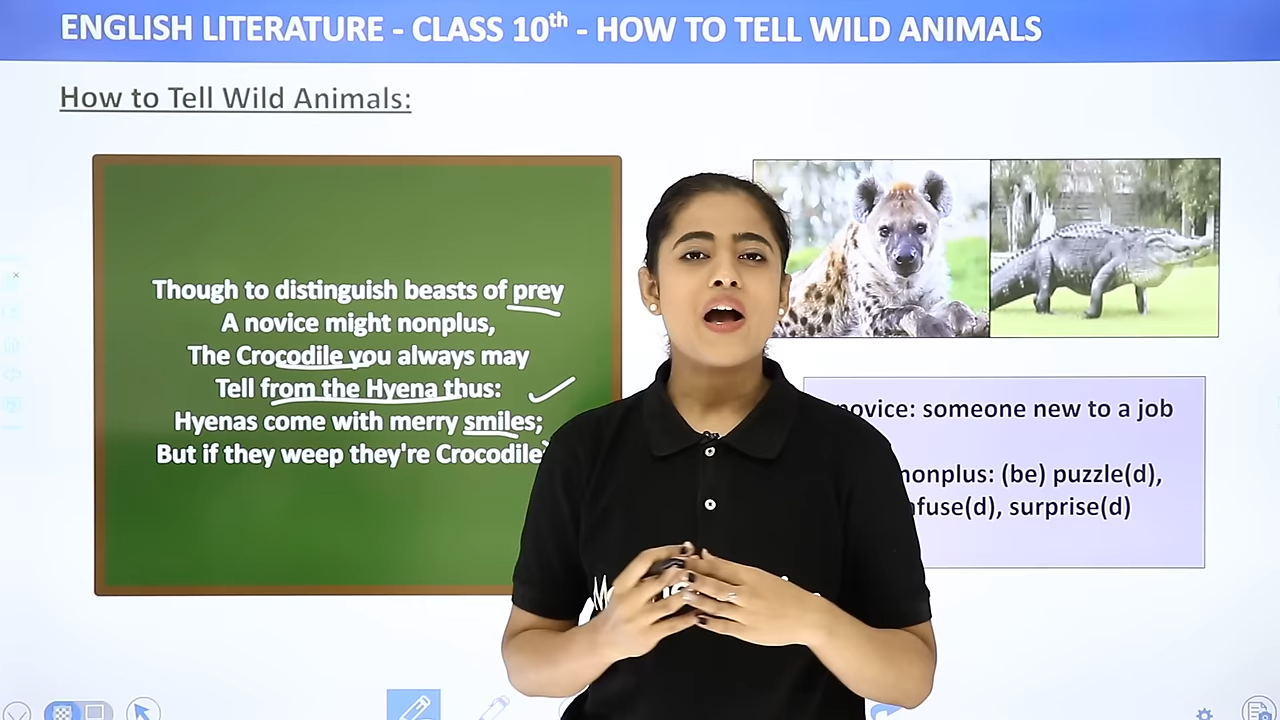 ENGLISH LITERATURE - CLASS 10th - HOW TO TELL WILD ANIMALS
How to Tell Wild Animals:
Though to distinguish beasts of prey
A novice might nonplus,
The Crocodile you always may
Tell from the Hyena thus:
Hyenas come with merry smiles;
But if they weep they're Crocodile
novice: someone new to a job
nonplus: (be) puzzle(d),
surprise(d)